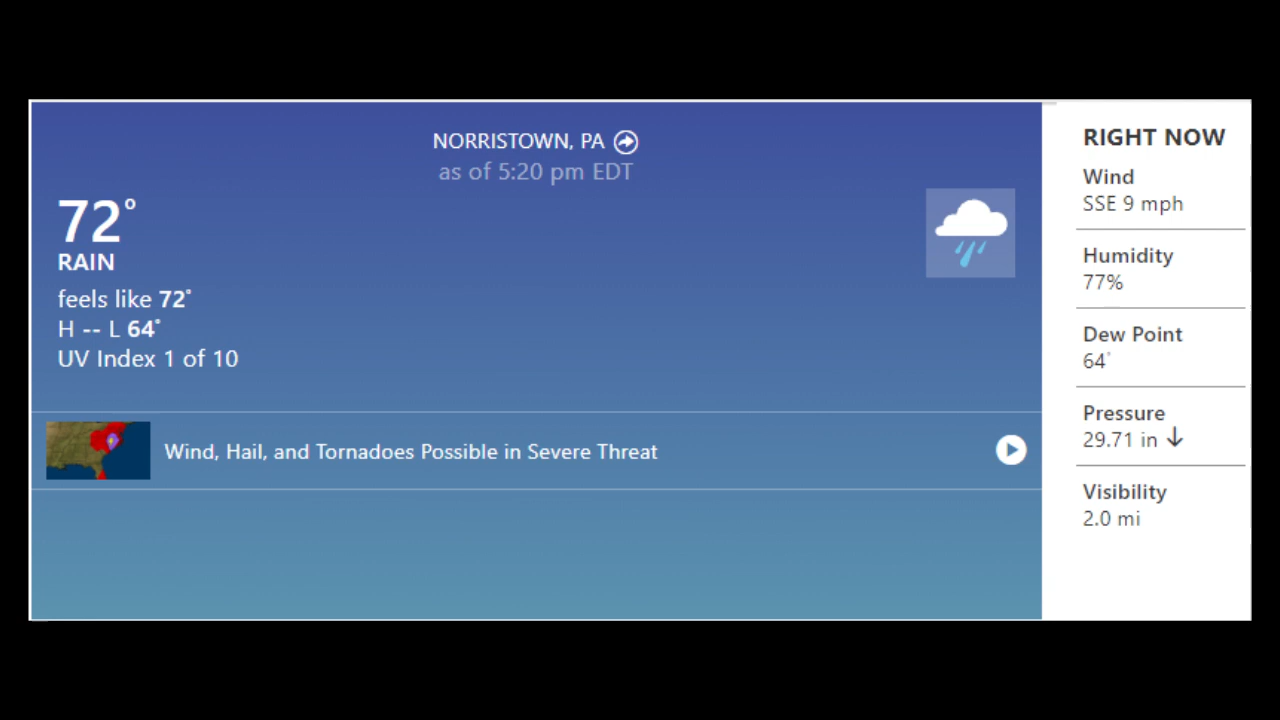 NORRISTOWN, PA
as of 5:20 pm EDT
72°
RAIN
feels like 72°
H -- L 64°
UV Index 1 of 10
Wind, Hail, and Tornadoes Possible in Severe Threat
RIGHT NOW
Wind
SSE 9 mph
Humidity
77%
Dew Point
64°
Pressure
29.71 in ↓
Visibility
2.0 mi